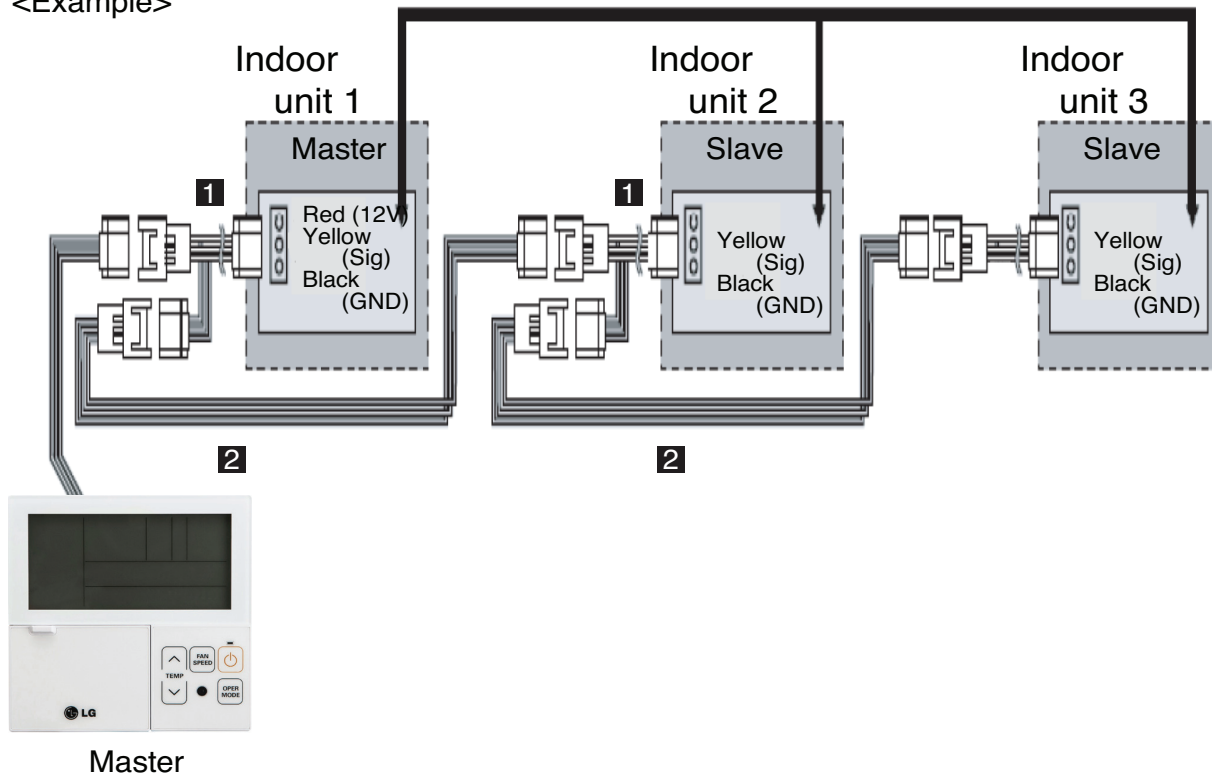 <Example>
Indoor
unit 1
Indoor
unit 2
Indoor
unit 3
Master
Slave
Slave
1
1
Red (12V)
Yellow
(Sig)
Black
(GND)
Yellow
(Sig)
Black
(GND)
Yellow
(Sig)
Black
(GND)
2
2
FAN
SPEED
TEMP
OPER
MODE
LG
Master